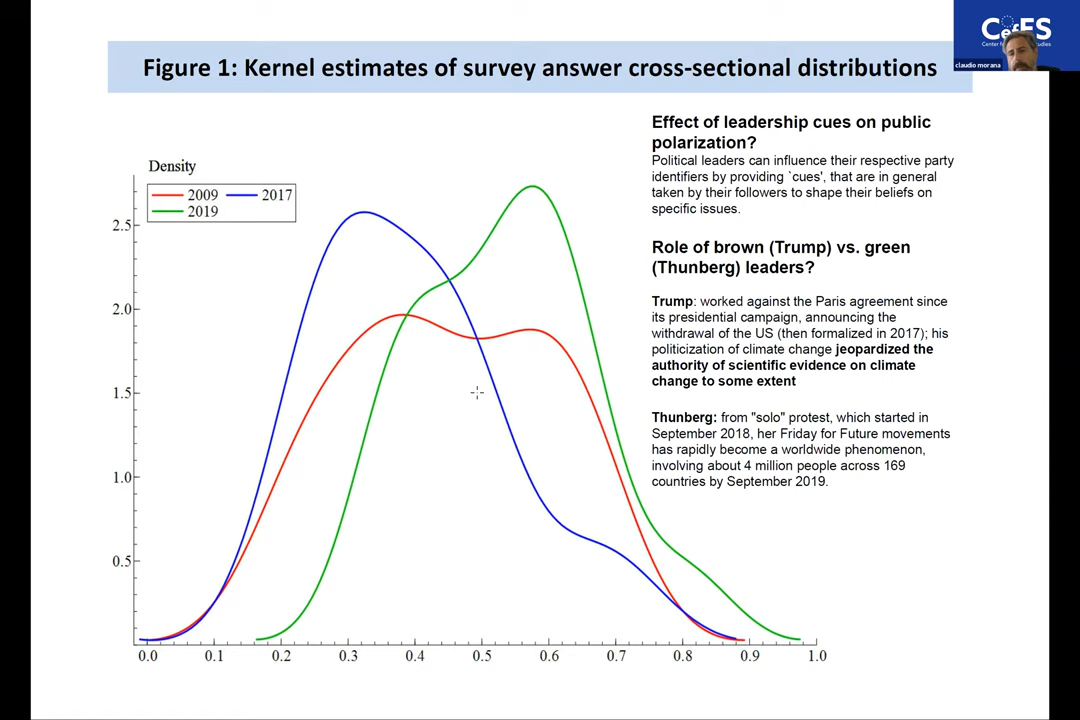 CefES
claudio morana
Figure 1: Kernel estimates of survey answer cross-sectional distributions
Effect of leadership cues on public
polarization?
Political leaders can influence their respective party
identifiers by providing `cues', that are in general
taken by their followers to shape their beliefs on
specific issues.
Role of brown (Trump) vs. green
(Thunberg) leaders?
Trump: worked against the Paris agreement since
its presidential campaign, announcing the
withdrawal of the US (then formalized in 2017); his
politicization of climate change jeopardized the
authority of scientific evidence on climate
change to some extent
Thunberg: from "solo" protest, which started in
September 2018, her Friday for Future movements
has rapidly become a worldwide phenomenon,
involving about 4 million people across 169
countries by September 2019.
Density
2009 2017
2019
2.5
2.0
1.5
1.0
0.5
0.0 0.1 0.2 0.3 0.4 0.5 0.6 0.7 0.8 0.9 1.0